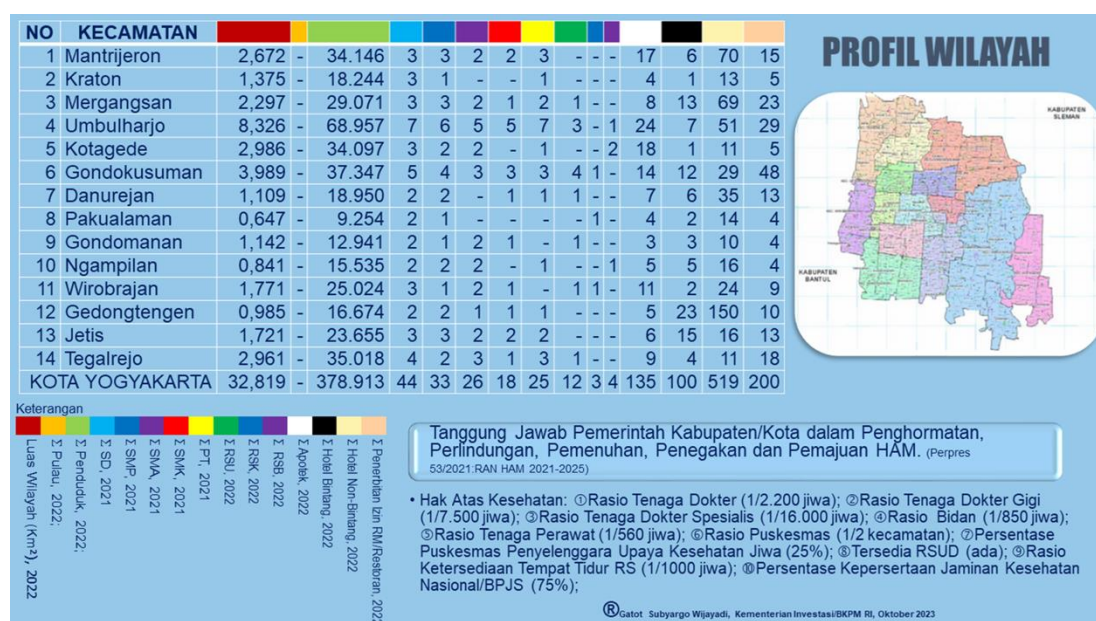 NO KECAMATAN
1 Mantrijeron 2,672 - 34.146 3 3 2 2 3 - - - 17 6 70 15
2 Kraton 1,375 - 18.244 3 1 - - 1 - - - 4 1 13 5
3 Mergangsan 2,297 - 29.071 3 3 2 1 2 1 - - 8 13 69 23
4 Umbulharjo 8,326 - 68.957 7 6 5 5 7 3 - 1 24 7 51 29
5 Kotagede 2,986 - 34.097 3 2 2 - 1 - - 2 18 1 11 5
6 Gondokusuman 3,989 - 37.347 5 4 3 3 3 4 1 - 14 12 29 48
7 Danurejan 1,109 - 18.950 2 2 - 1 1 1 - - 7 6 35 13
8 Pakualaman 0,647 - 9.254 2 1 - - - - 1 - 4 2 14 4
9 Gondomanan 1,142 - 12.941 2 1 2 1 - 1 - - 3 3 10 4
10 Ngampilan 0,841 - 15.535 2 2 2 - 1 - - 1 5 5 16 4
11 Wirobrajan 1,771 - 25.024 3 1 2 1 - 1 1 - 11 2 24 9
12 Gedongtengen 0,985 - 16.674 2 2 1 1 1 - - - 5 23 150 10
13 Jetis 1,721 - 23.655 3 3 2 2 2 - - - 6 15 16 13
14 Tegalrejo 2,961 - 35.018 4 2 3 1 3 1 - - 9 4 11 18
KOTA YOGYAKARTA 32,819 - 378.913 44 33 26 18 25 12 3 4 135 100 519 200
PROFIL WILAYAH
KABUPATEN
SLEMAN
KABUPATEN
BANTUL
Keterangan
Luas Wilayah (Km²), 2022
Σ Pulau, 2022;
Σ Penduduk, 2022;
Σ SD, 2021
Σ SMP, 2021
Σ SMA, 2021
Σ SMK, 2021
Σ PT, 2021
Σ RSU, 2022
Σ RSK, 2022
Σ RSB, 2022
Σ Apotek, 2022
Σ Hotel Bintang, 2022
Σ Hotel Non-Bintang, 2022
Σ Penerbitan Izin RM/Restoran, 2022
Tanggung Jawab Pemerintah Kabupaten/Kota dalam Penghormatan,
Perlindungan, Pemenuhan, Penegakan dan Pemajuan HAM. (Perpres
53/2021:RAN HAM 2021-2025)
• Hak Atas Kesehatan: ①Rasio Tenaga Dokter (1/2.200 jiwa); ②Rasio Tenaga Dokter Gigi
(1/7.500 jiwa); ③Rasio Tenaga Dokter Spesialis (1/16.000 jiwa); ④Rasio Bidan (1/850 jiwa);
⑤Rasio Tenaga Perawat (1/560 jiwa); ⑥Rasio Puskesmas (1/2 kecamatan); ⑦Persentase
Puskesmas Penyelenggara Upaya Kesehatan Jiwa (25%); ⑧Tersedia RSUD (ada); ⑨Rasio
Ketersediaan Tempat Tidur RS (1/1000 jiwa); ⑩Persentase Kepersertaan Jaminan Kesehatan
Nasional/BPJS (75%);
®Gatot Subyargo Wijayadi, Kementerian Investasi/BKPM RI, Oktober 2023